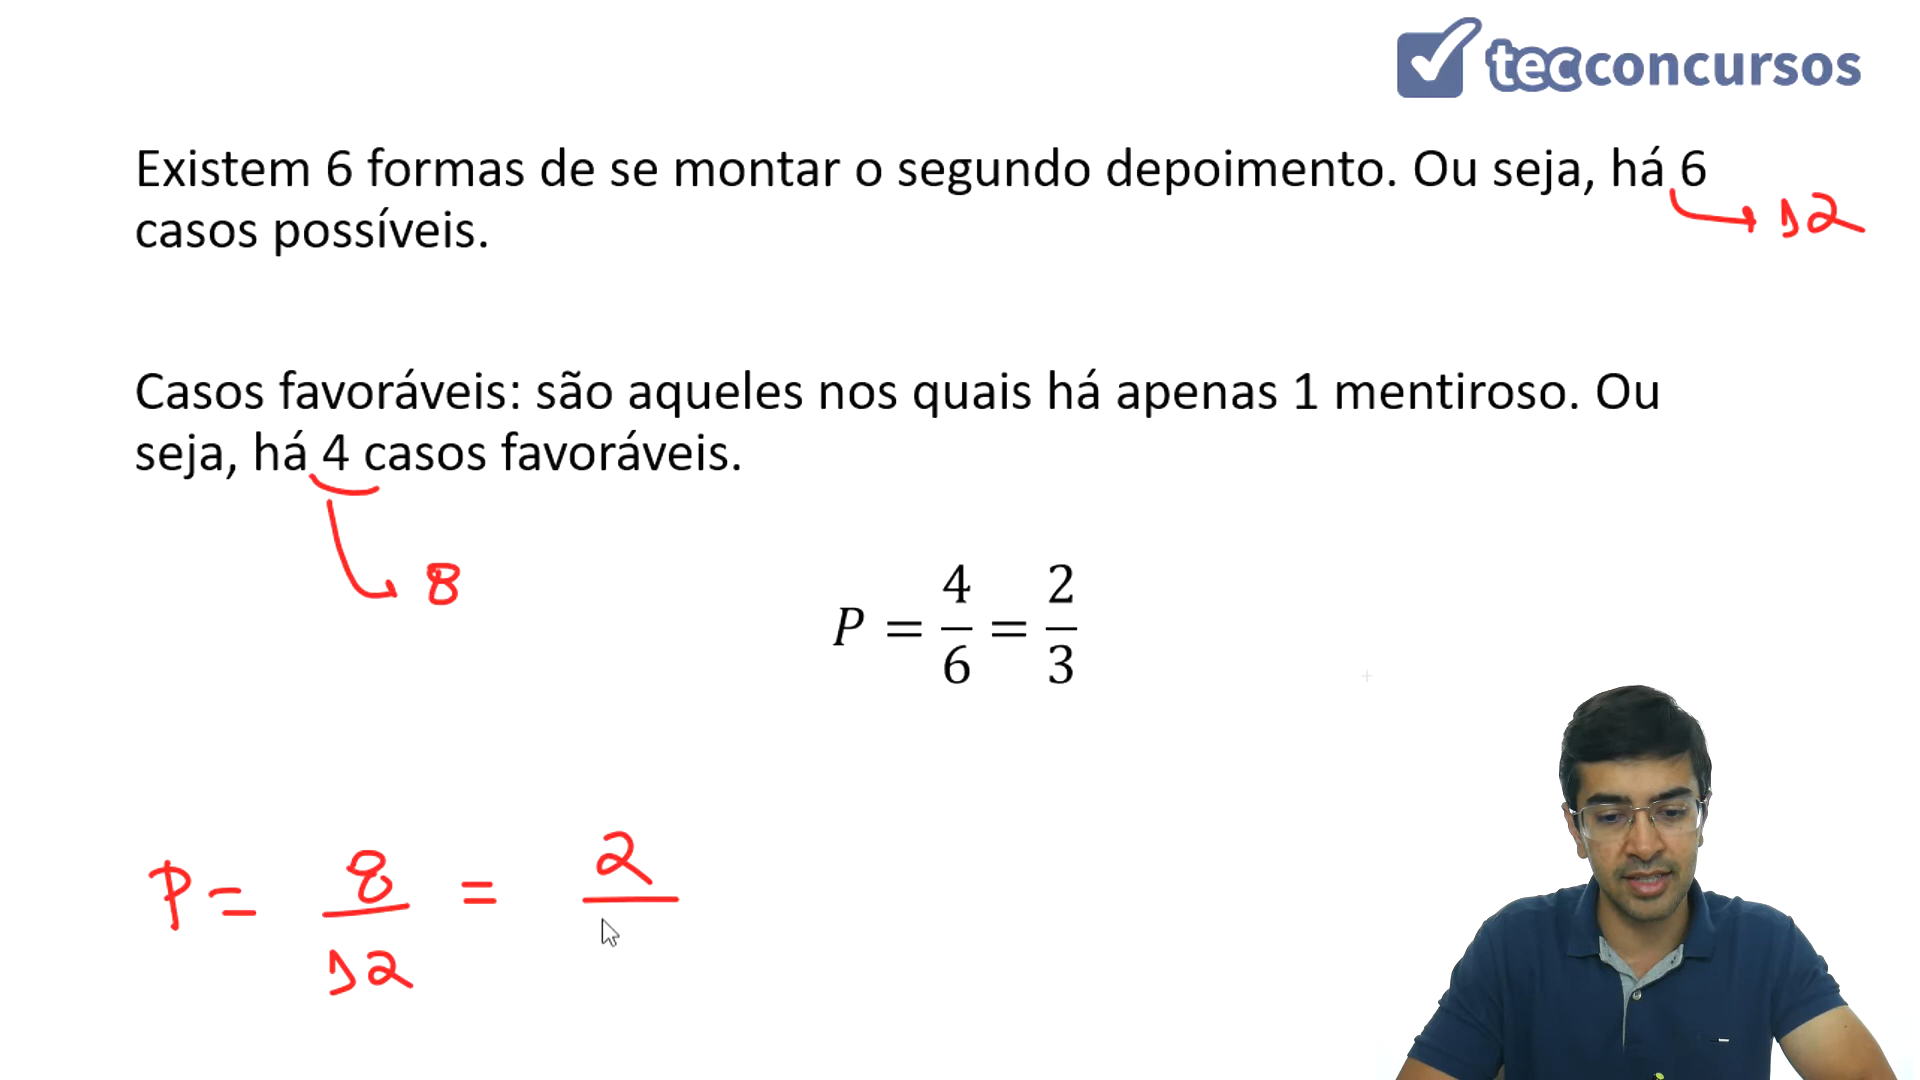 tecconcursos
Existem 6 formas de se montar o segundo depoimento. Ou seja, há 6
casos possíveis.
12
Casos favoráveis: são aqueles nos quais há apenas 1 mentiroso. Ou
seja, há 4 casos favoráveis.
8
P = 4/6 = 2/3
P = 8/12 = 2/